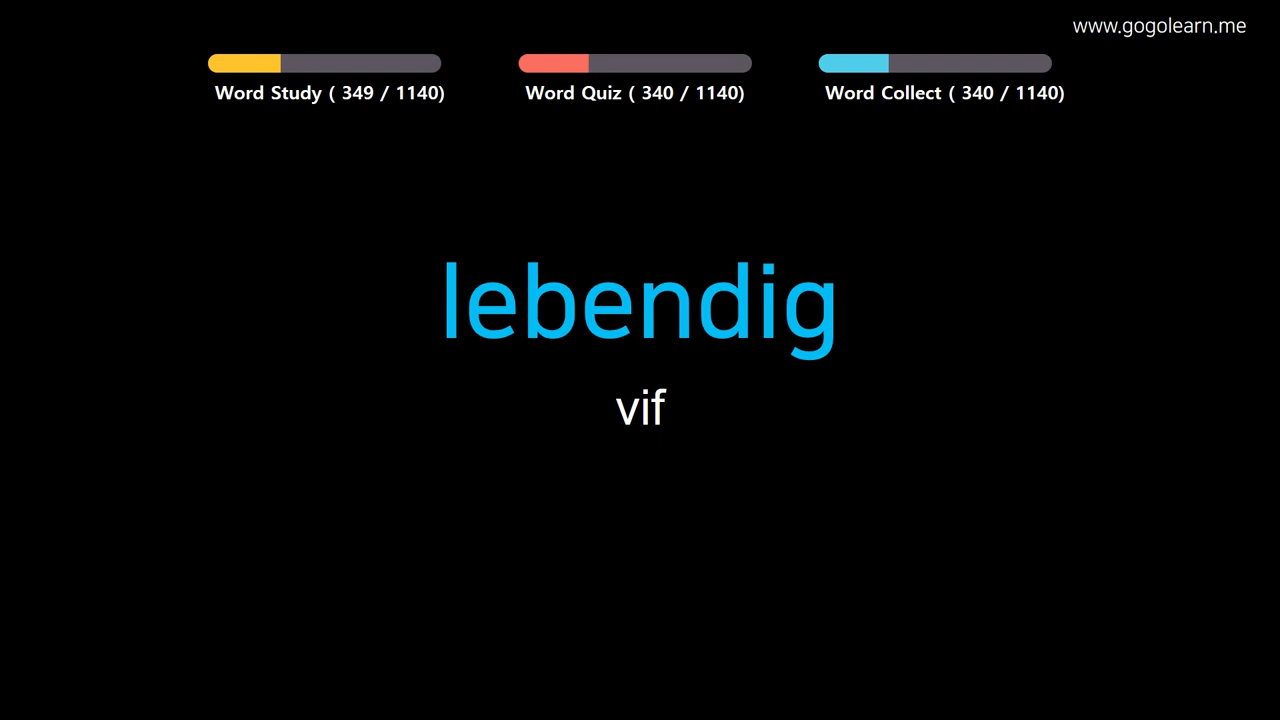 www.gogolearn.me
Word Study ( 349 / 1140)
Word Quiz ( 340 / 1140)
Word Collect ( 340 / 1140)
lebendig
vif